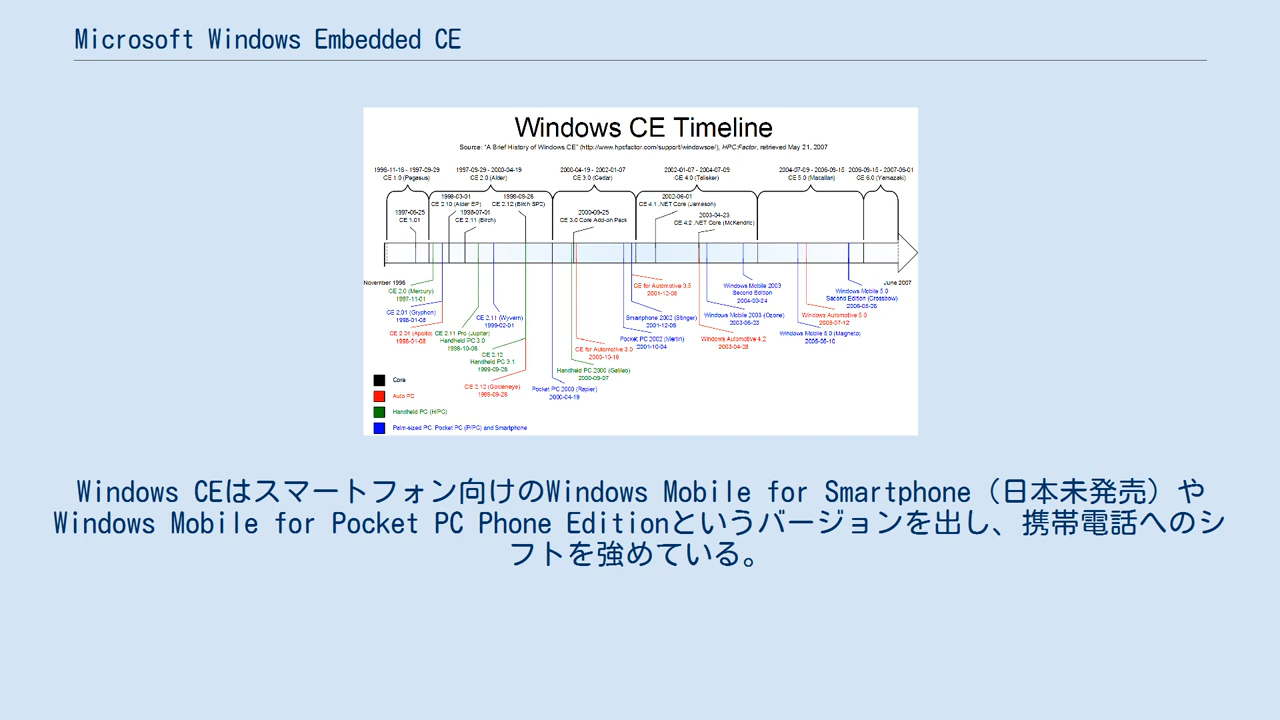 Microsoft Windows Embedded CE
Windows CE Timeline
Source: "A Brief History of Windows CE" (http://www.hpcfactor.com/support/windowsce/), HPC:Factor, retrieved May 21, 2007
1996-11-16 - 1997-09-29
CE 1.0 (Pegasus)
1997-09-29 - 2000-04-19
CE 2.0 (Alder)
2000-04-19 - 2002-01-07
CE 3.0 (Cedar)
2002-01-07 - 2004-07-09
CE 4.0 (Talisker)
2004-07-09 - 2006-09-15
CE 5.0 (Macallan)
2006-09-15 - 2007-06-01
CE 6.0 (Yamazaki)
1997-06-25
CE 1.01
1998-03-01
CE 2.10 (Alder EP)
1998-07-01
CE 2.11 (Birch)
1999-09-28
CE 2.12 (Birch SP2)
2000-09-25
CE 3.0 Core Add-on Pack
2002-06-01
CE 4.1 .NET Core (Jameson)
2003-04-23
CE 4.2 .NET Core (McKendric)
November 1996
June 2007
CE 2.0 (Mercury)
1997-11-01
CE 2.01 (Gryphon)
1998-01-08
CE 2.01 (Apollo)
1998-01-08
CE 2.11 Pro (Jupiter)
Handheld PC 3.0
1998-10-08
CE 2.11 (Wyvern)
1999-02-01
CE 2.12
Handheld PC 3.1
1999-09-28
CE 2.12 (Goldeneye)
1999-09-28
Pocket PC 2000 (Rapier)
2000-04-19
Handheld PC 2000 (Galileo)
2000-09-07
CE for Automotive 3.0
2000-10-16
Pocket PC 2002 (Merlin)
2001-10-04
Smartphone 2002 (Stinger)
2001-12-05
CE for Automotive 3.5
2001-12-05
Windows Automotive 4.2
2003-04-28
Windows Mobile 2003 (Ozone)
2003-06-23
Windows Mobile 2003
Second Edition
2004-03-24
Windows Mobile 5.0 (Magneto)
2005-05-10
Windows Automotive 5.0
2005-07-12
Windows Mobile 5.0
Second Edition (Crossbow)
Core
Auto PC
Handheld PC (H/PC)
Palm-sized PC, Pocket PC (P/PC) and Smartphone
Windows CEはスマートフォン向けのWindows Mobile for Smartphone（日本未発売）や
Windows Mobile for Pocket PC Phone Editionというバージョンを出し、携帯電話へのシ
フトを強めている。